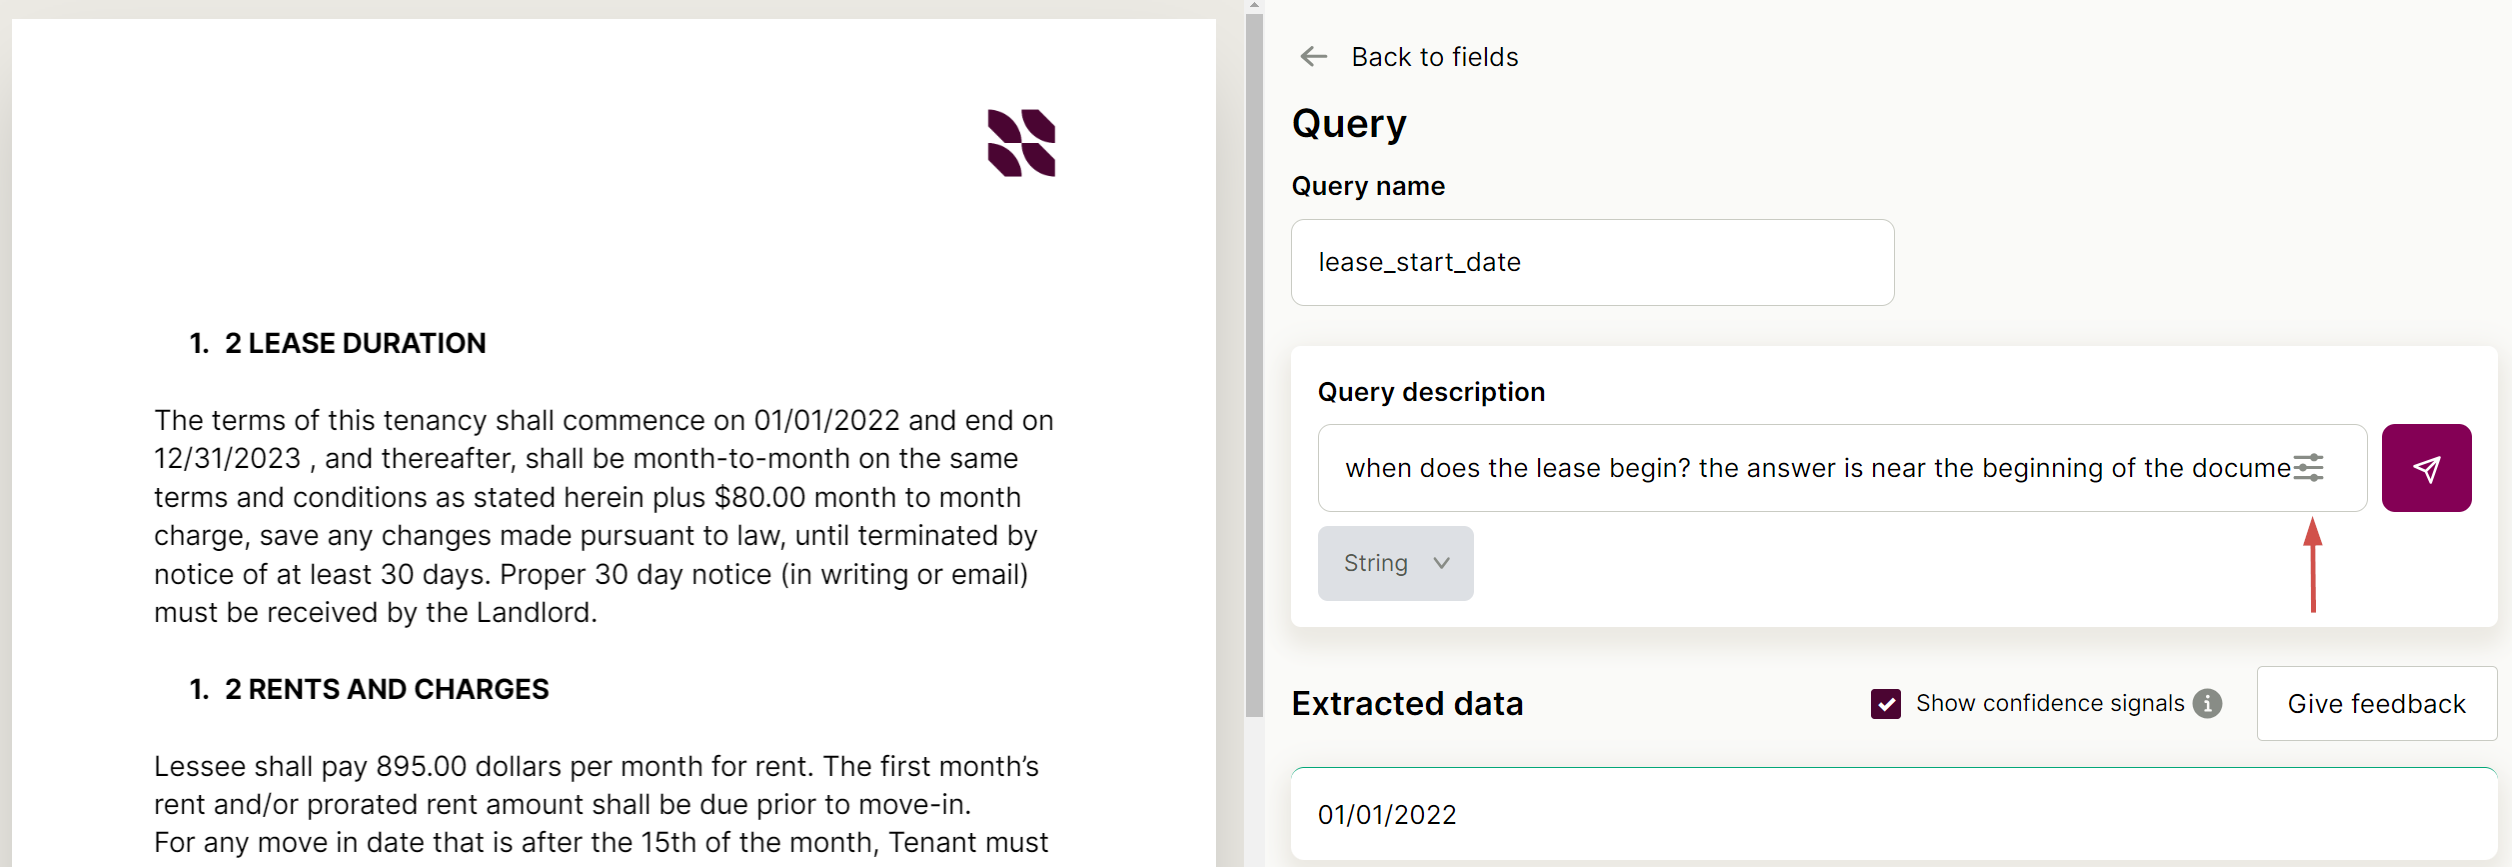 1. 2 LEASE DURATION
The terms of this tenancy shall commence on 01/01/2022 and end on
12/31/2023 , and thereafter, shall be month-to-month on the same
terms and conditions as stated herein plus $80.00 month to month
charge, save any changes made pursuant to law, until terminated by
notice of at least 30 days. Proper 30 day notice (in writing or email)
must be received by the Landlord.
1. 2 RENTS AND CHARGES
Lessee shall pay 895.00 dollars per month for rent. The first month’s
rent and/or prorated rent amount shall be due prior to move-in.
For any move in date that is after the 15th of the month, Tenant must
Back to fields
Query
Query name
lease_start_date
Query description
when does the lease begin? the answer is near the beginning of the docume
String
Extracted data
Show confidence signals
Give feedback
01/01/2022